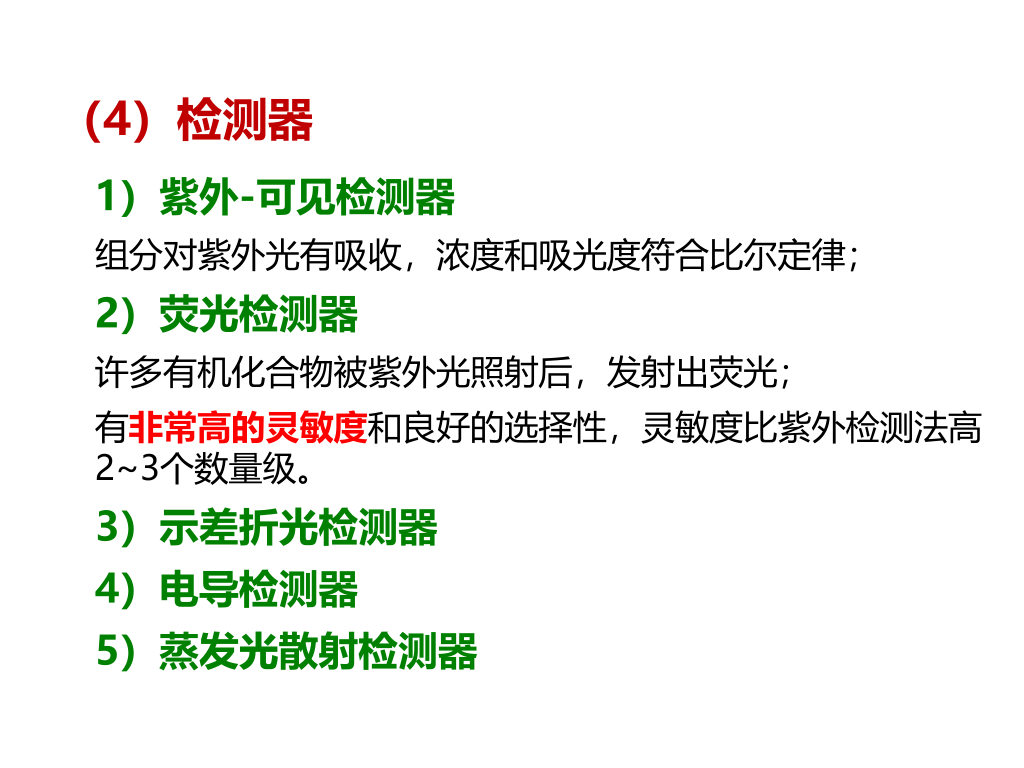 （4）检测器
1）紫外-可见检测器
组分对紫外光有吸收，浓度和吸光度符合比尔定律；
2）荧光检测器
许多有机化合物被紫外光照射后，发射出荧光；
有非常高的灵敏度和良好的选择性，灵敏度比紫外检测法高
2~3个数量级。
3）示差折光检测器
4）电导检测器
5）蒸发光散射检测器